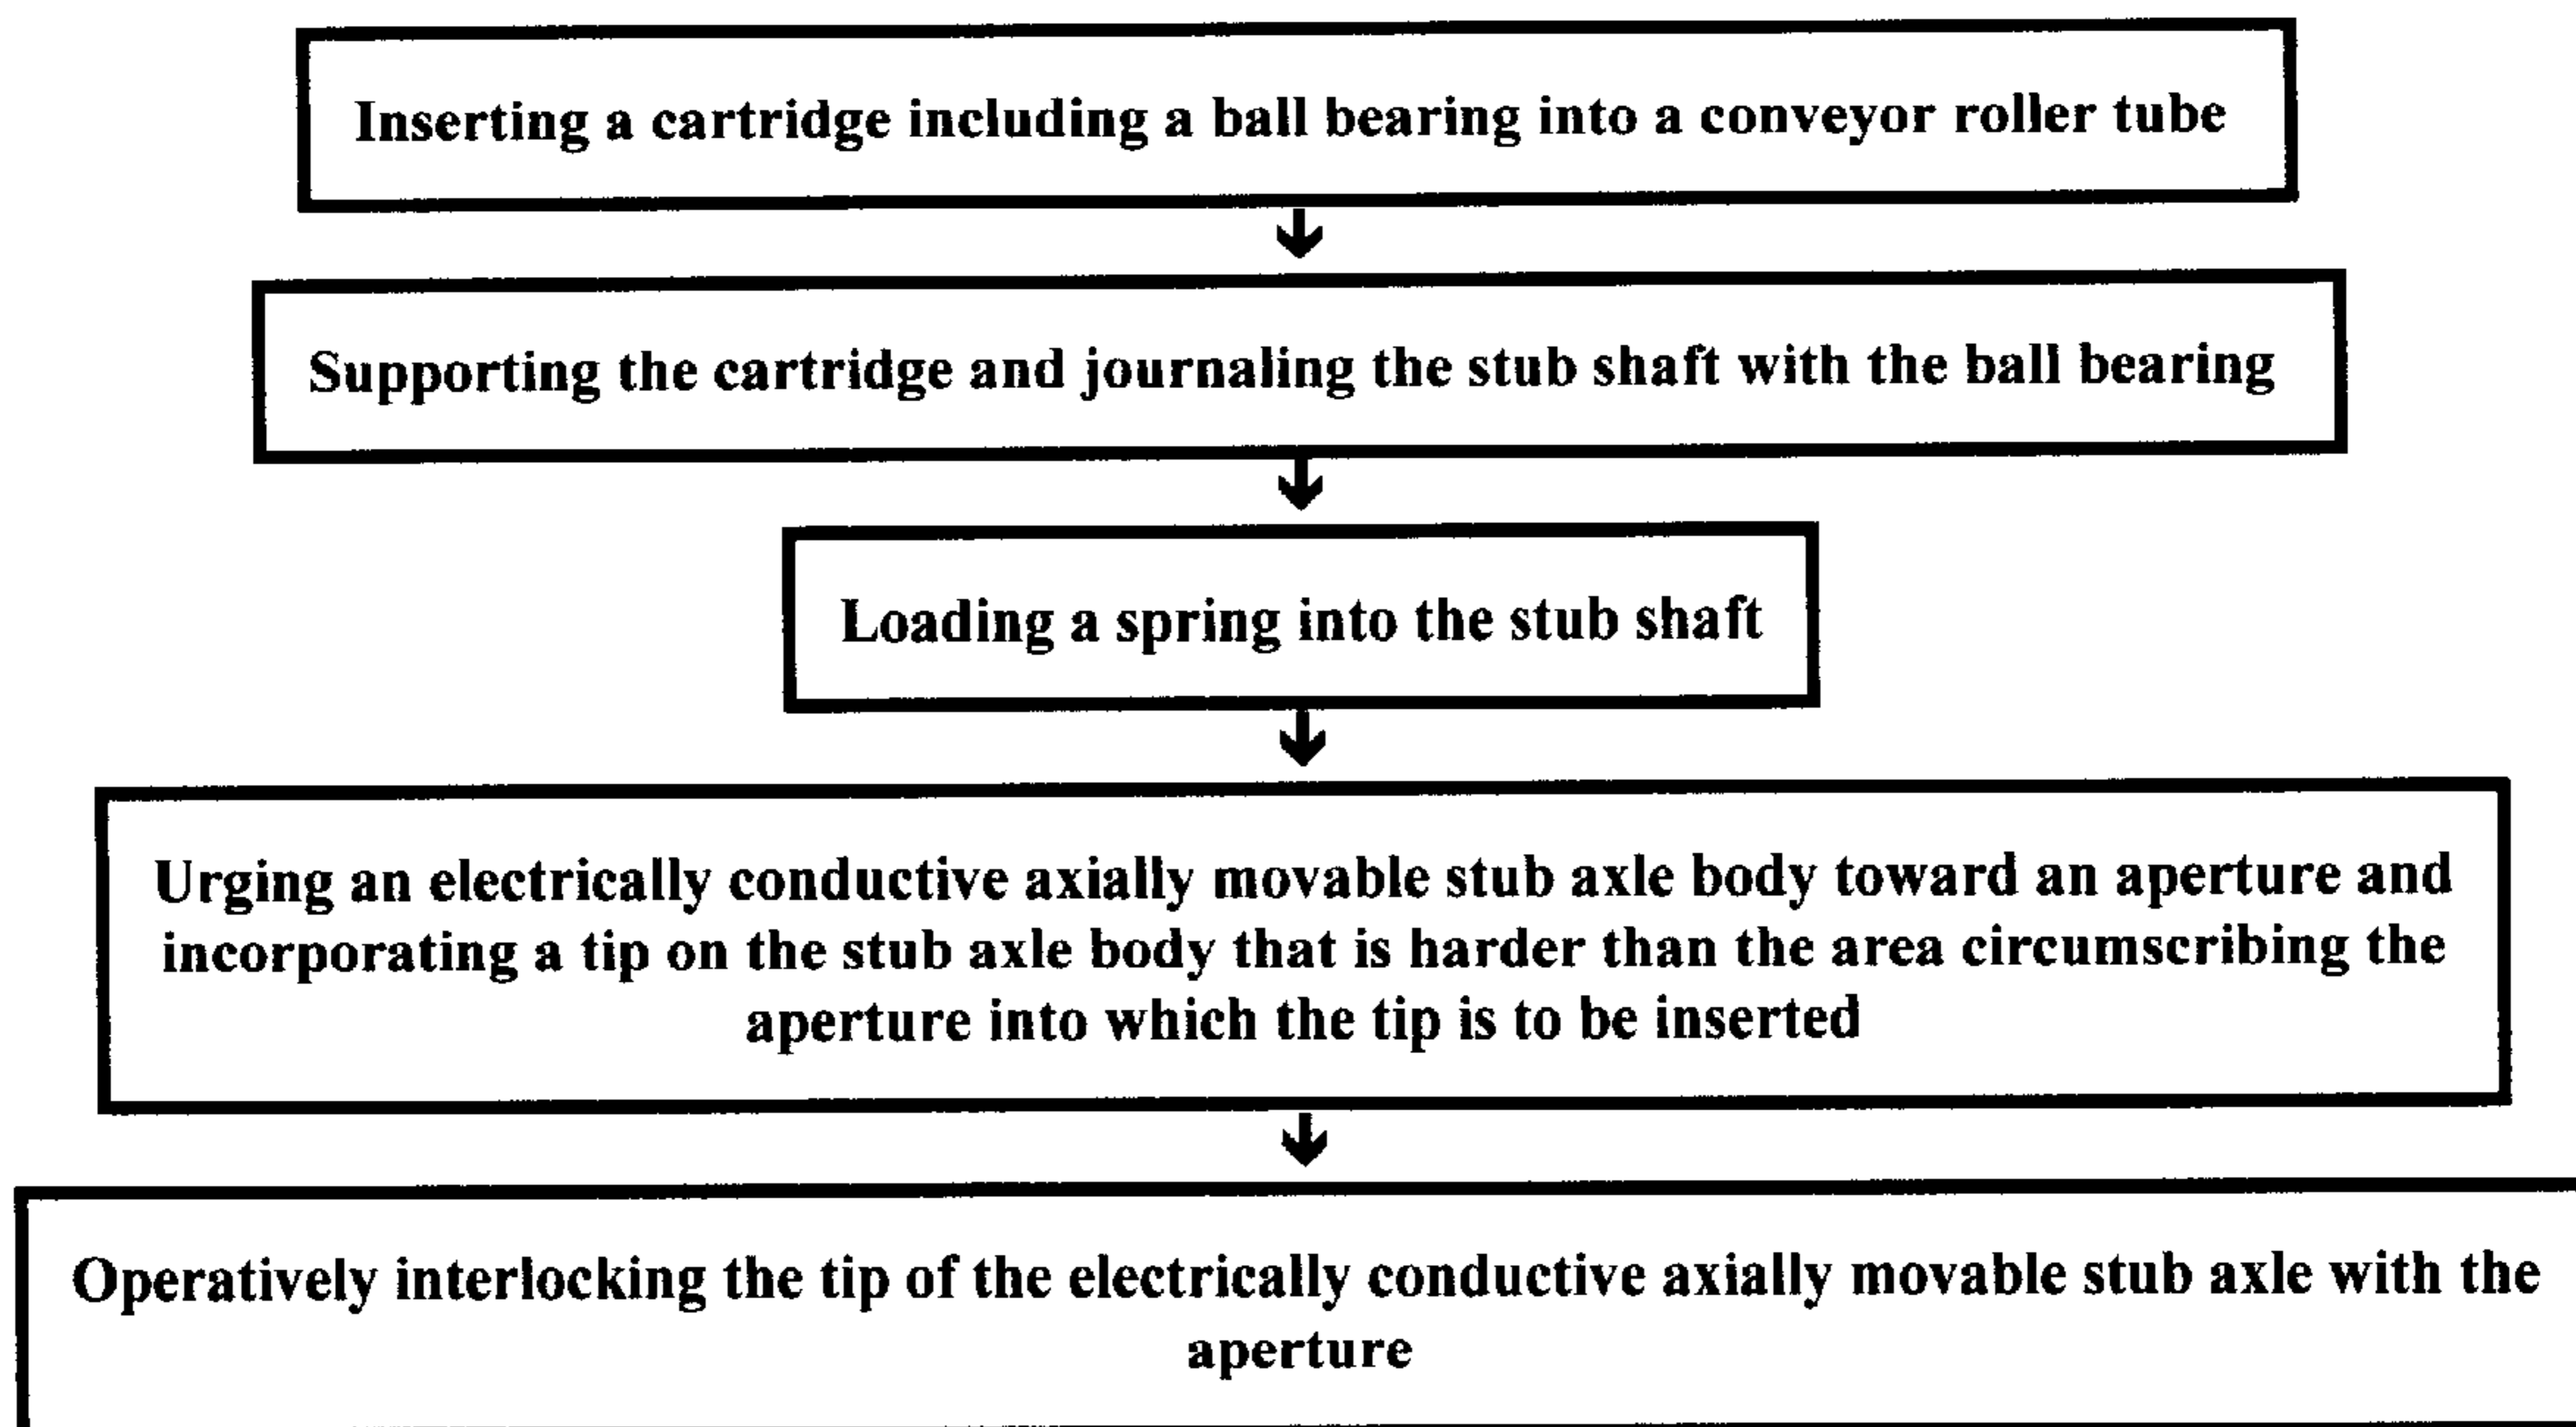 Inserting a cartridge including a ball bearing into a conveyor roller tube
Supporting the cartridge and journaling the stub shaft with the ball bearing
Loading a spring into the stub shaft
Urging an electrically conductive axially movable stub axle body toward an aperture and
incorporating a tip on the stub axle body that is harder than the area circumscribing the
aperture into which the tip is to be inserted
Operatively interlocking the tip of the electrically conductive axially movable stub axle with the
aperture